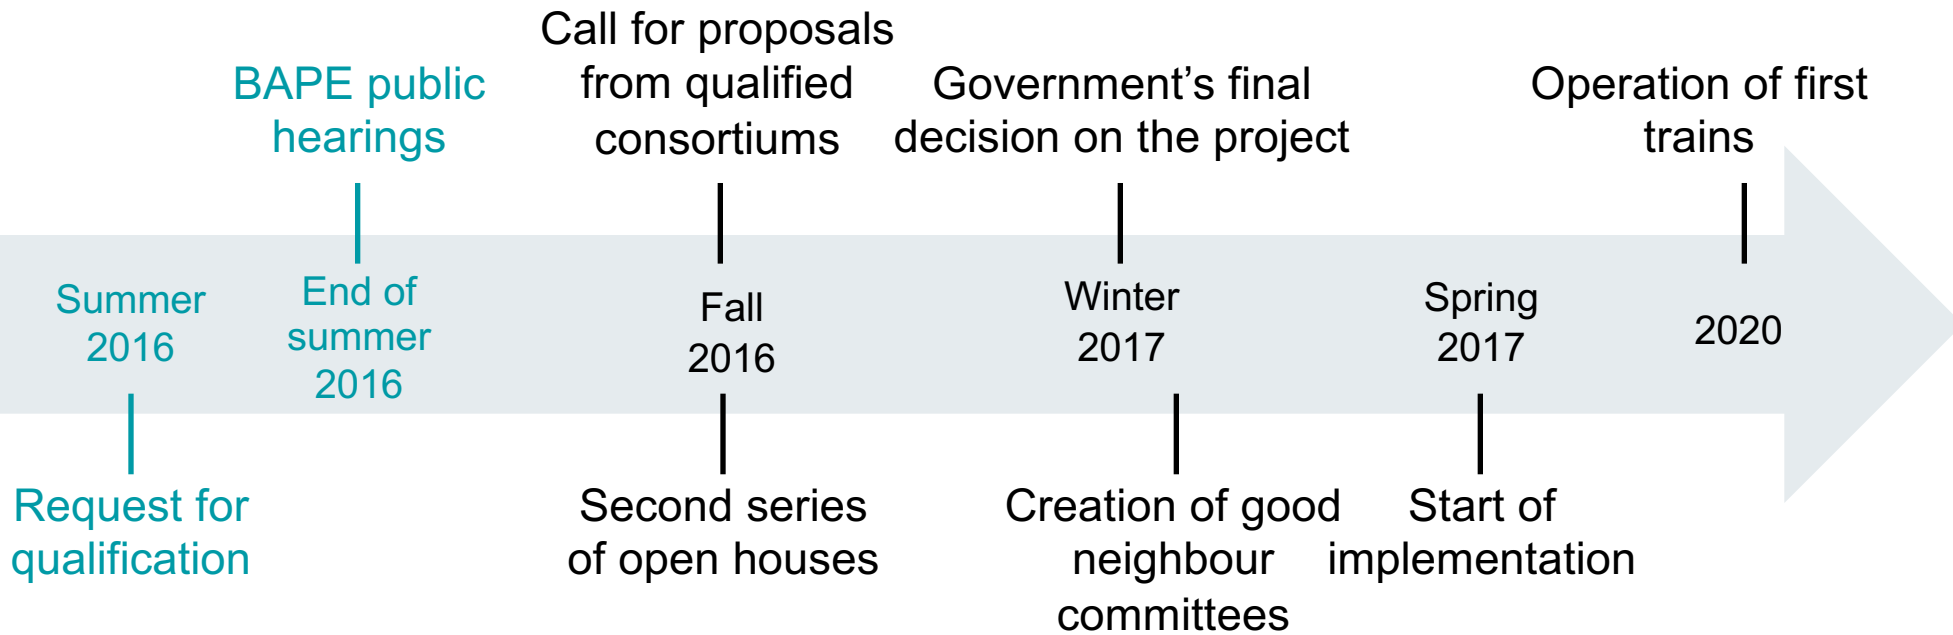 Call for proposals
from qualified
consortiums
BAPE public
hearings
Government’s final
decision on the project
Operation of first
trains
Summer
2016
End of
summer
2016
Fall
2016
Winter
2017
Spring
2017
2020
Request for
qualification
Second series
of open houses
Creation of good
neighbour
committees
Start of
implementation